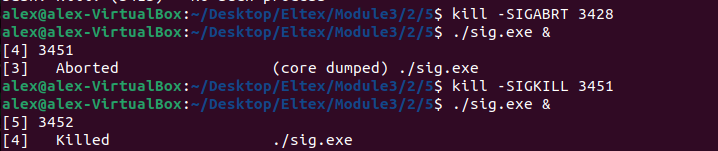 alex@alex-VirtualBox:~/Desktop/Eltex/Module3/2/5$ kill -SIGABRT 3428
alex@alex-VirtualBox:~/Desktop/Eltex/Module3/2/5$ ./sig.exe &
[4] 3451
[3]   Aborted                 (core dumped) ./sig.exe
alex@alex-VirtualBox:~/Desktop/Eltex/Module3/2/5$ kill -SIGKILL 3451
alex@alex-VirtualBox:~/Desktop/Eltex/Module3/2/5$ ./sig.exe &
[5] 3452
[4]   Killed                  ./sig.exe